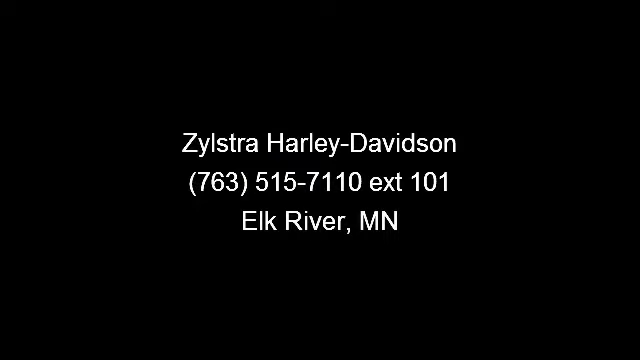 Zylstra Harley-Davidson
(763) 515-7110 ext 101
Elk River, MN